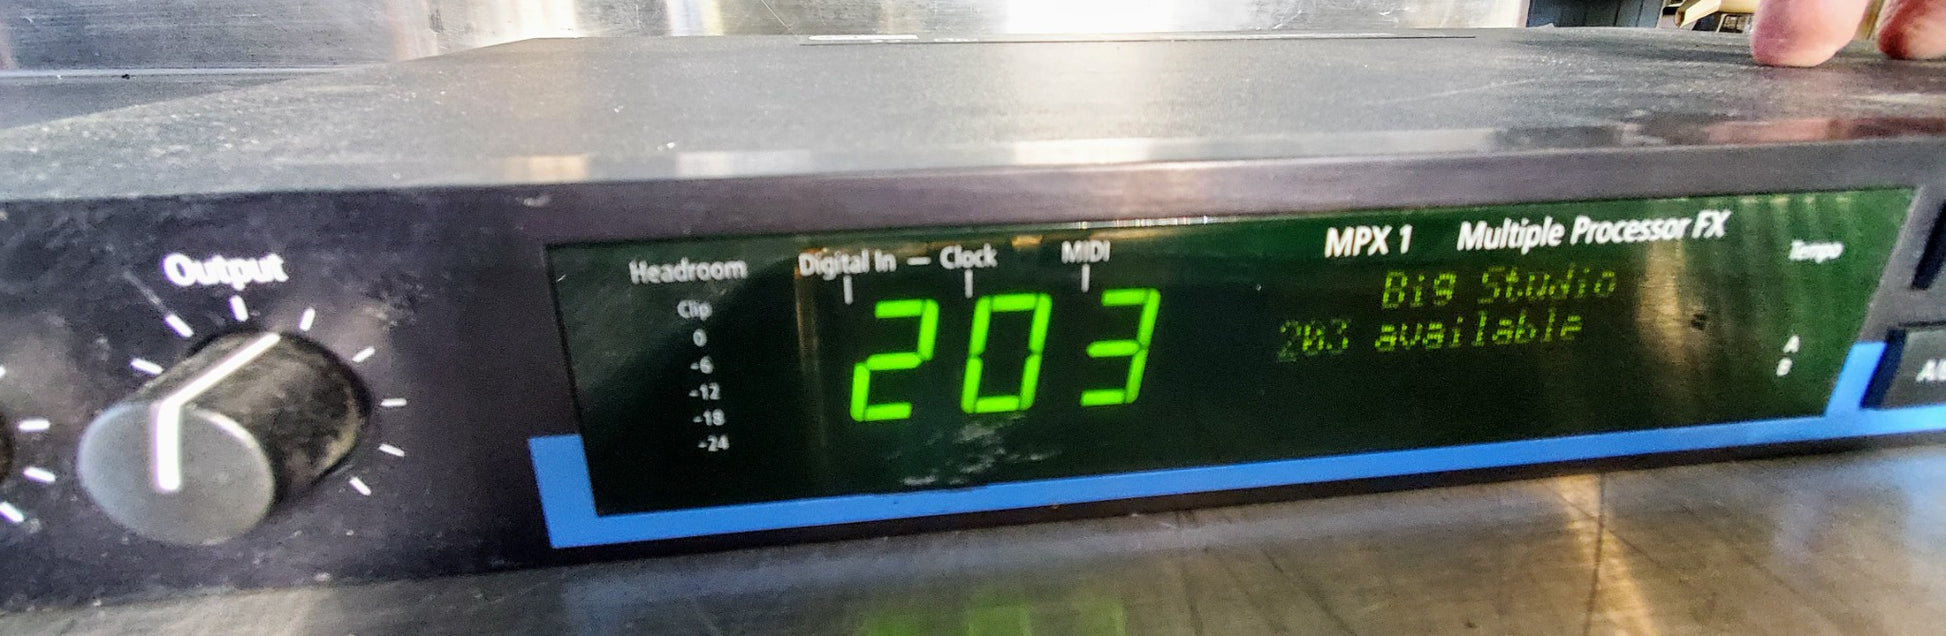 Output
Headroom
Clip
0
-6
-12
-18
-24
Digital In – Clock
MIDI
203
MPX 1 Multiple Processor FX
Big Studio
203 available
Tempo
A
B